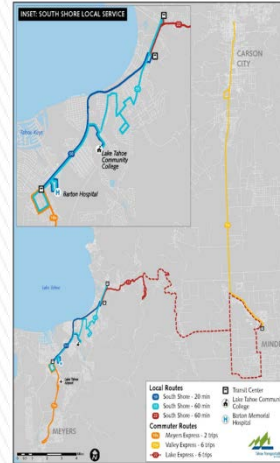 INSET: SOUTH SHORE LOCAL SERVICE
CARSON
CITY
Lake Tahoe
Community
College
Barton Hospital
H
Lake Tahoe
MINDEN
MEYERS
Local Routes
South Shore - 20 min
South Shore - 60 min
South Shore - 60 min
Commuter Routes
Meyers Express - 2 trips
Valley Express - 6 trips
Lake Express - 6 trips
Transit Center
Lake Tahoe Community
College
H
Barton Memorial
Hospital